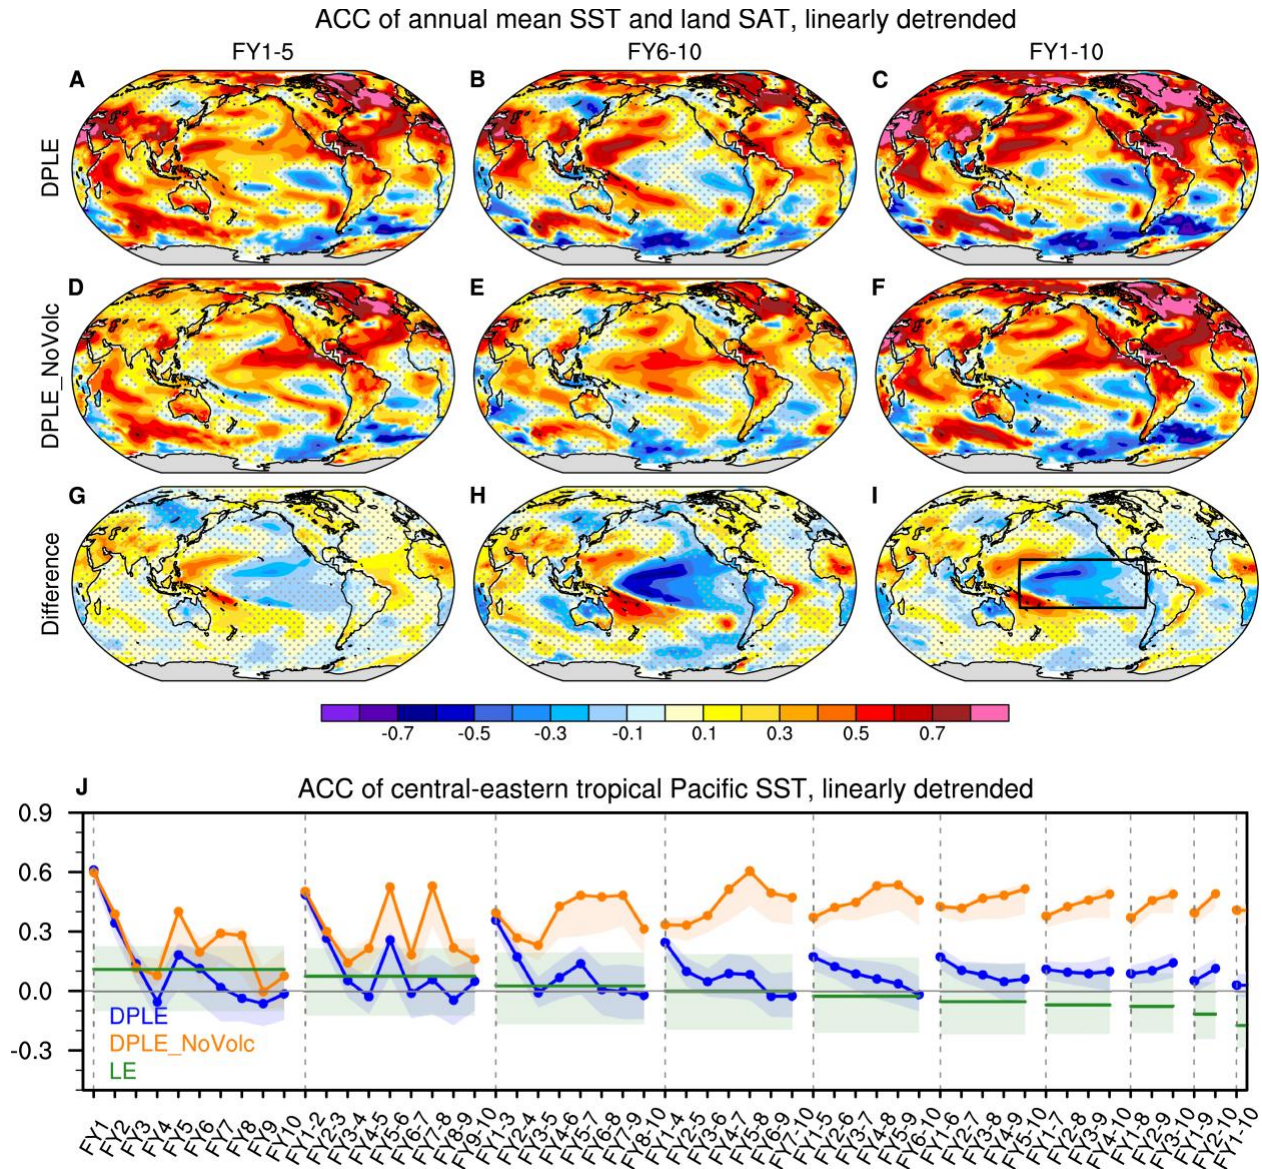 ACC of annual mean SST and land SAT, linearly detrended
FY1-5 FY6-10 FY1-10
A B C
DPLE
D E F
DPLE_NoVolc
G H I
Difference
-0.7 -0.5 -0.3 -0.1 0.1 0.3 0.5 0.7
J ACC of central-eastern tropical Pacific SST, linearly detrended
0.9
0.6
0.3
0.0
-0.3
DPLE
DPLE_NoVolc
LE
FY1 FY2 FY3 FY4 FY5 FY6 FY7 FY8 FY9 FY10 FY1-2 FY2-3 FY3-4 FY4-5 FY5-6 FY6-7 FY7-8 FY8-9 FY9-10 FY1-3 FY2-4 FY3-5 FY4-6 FY5-7 FY6-8 FY7-9 FY8-10 FY1-4 FY2-5 FY3-6 FY4-7 FY5-8 FY6-9 FY7-10 FY1-5 FY2-6 FY3-7 FY4-8 FY5-9 FY6-10 FY1-6 FY2-7 FY3-8 FY4-9 FY5-10 FY1-7 FY2-8 FY3-9 FY4-10 FY1-8 FY2-9 FY3-10 FY1-9 FY2-10 FY1-10